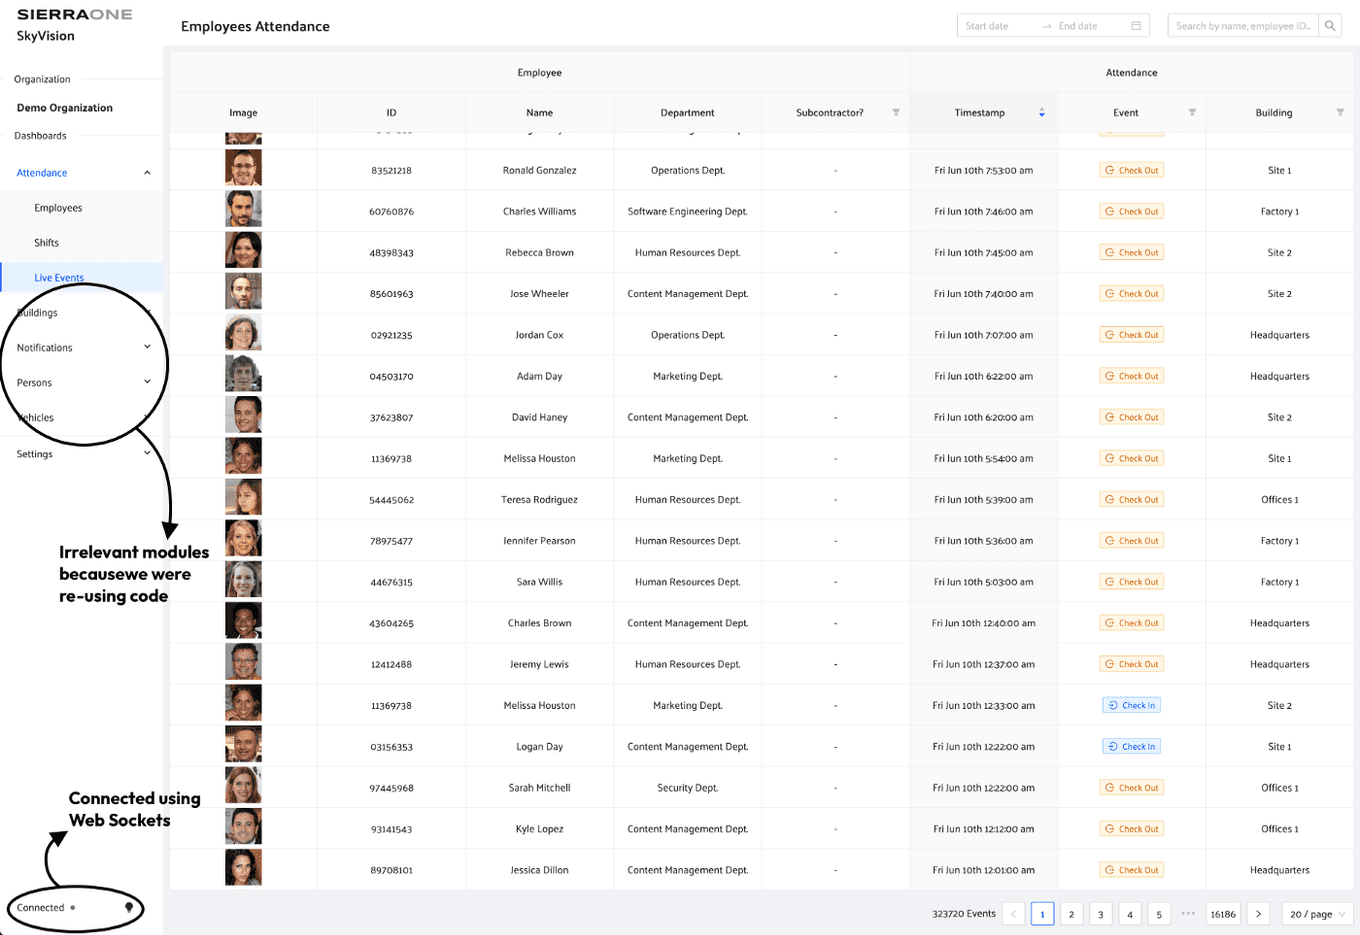 SIERRAONE
SkyVision
Employees Attendance
Start date → End date
Search by name, employee ID...
Organization
Demo Organization
Dashboards
Attendance
Employees
Shifts
Live Events
Buildings
Notifications
Persons
Vehicles
Settings
Irrelevant modules
becausewe were
re-using code
Connected using
Web Sockets
Connected
Employee Attendance
Image ID Name Department Subcontractor? Timestamp Event Building
83521218 Ronald Gonzalez Operations Dept. - Fri Jun 10th 7:53:00 am Check Out Site 1
60760876 Charles Williams Software Engineering Dept. - Fri Jun 10th 7:46:00 am Check Out Factory 1
48398343 Rebecca Brown Human Resources Dept. - Fri Jun 10th 7:45:00 am Check Out Site 2
85601963 Jose Wheeler Content Management Dept. - Fri Jun 10th 7:40:00 am Check Out Site 2
02921235 Jordan Cox Operations Dept. - Fri Jun 10th 7:07:00 am Check Out Headquarters
04503170 Adam Day Marketing Dept. - Fri Jun 10th 6:22:00 am Check Out Headquarters
37623807 David Haney Content Management Dept. - Fri Jun 10th 6:20:00 am Check Out Site 2
11369738 Melissa Houston Marketing Dept. - Fri Jun 10th 5:54:00 am Check Out Site 1
54445062 Teresa Rodriguez Human Resources Dept. - Fri Jun 10th 5:39:00 am Check Out Offices 1
78975477 Jennifer Pearson Human Resources Dept. - Fri Jun 10th 5:36:00 am Check Out Factory 1
44676315 Sara Willis Human Resources Dept. - Fri Jun 10th 5:03:00 am Check Out Factory 1
43604265 Charles Brown Content Management Dept. - Fri Jun 10th 12:40:00 am Check Out Headquarters
12412488 Jeremy Lewis Human Resources Dept. - Fri Jun 10th 12:37:00 am Check Out Headquarters
11369738 Melissa Houston Marketing Dept. - Fri Jun 10th 12:33:00 am Check In Site 2
03156353 Logan Day Content Management Dept. - Fri Jun 10th 12:22:00 am Check In Site 1
97445968 Sarah Mitchell Security Dept. - Fri Jun 10th 12:22:00 am Check Out Offices 1
93141543 Kyle Lopez Content Management Dept. - Fri Jun 10th 12:12:00 am Check Out Offices 1
89708101 Jessica Dillon Content Management Dept. - Fri Jun 10th 12:01:00 am Check Out Headquarters
323720 Events < 1 2 3 4 5 ••• 16186 > 20 / page